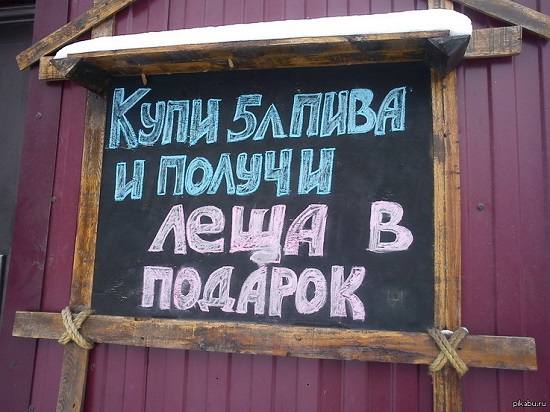 Купи 5л пива
и получи
леща в
подарок
pikabu.ru